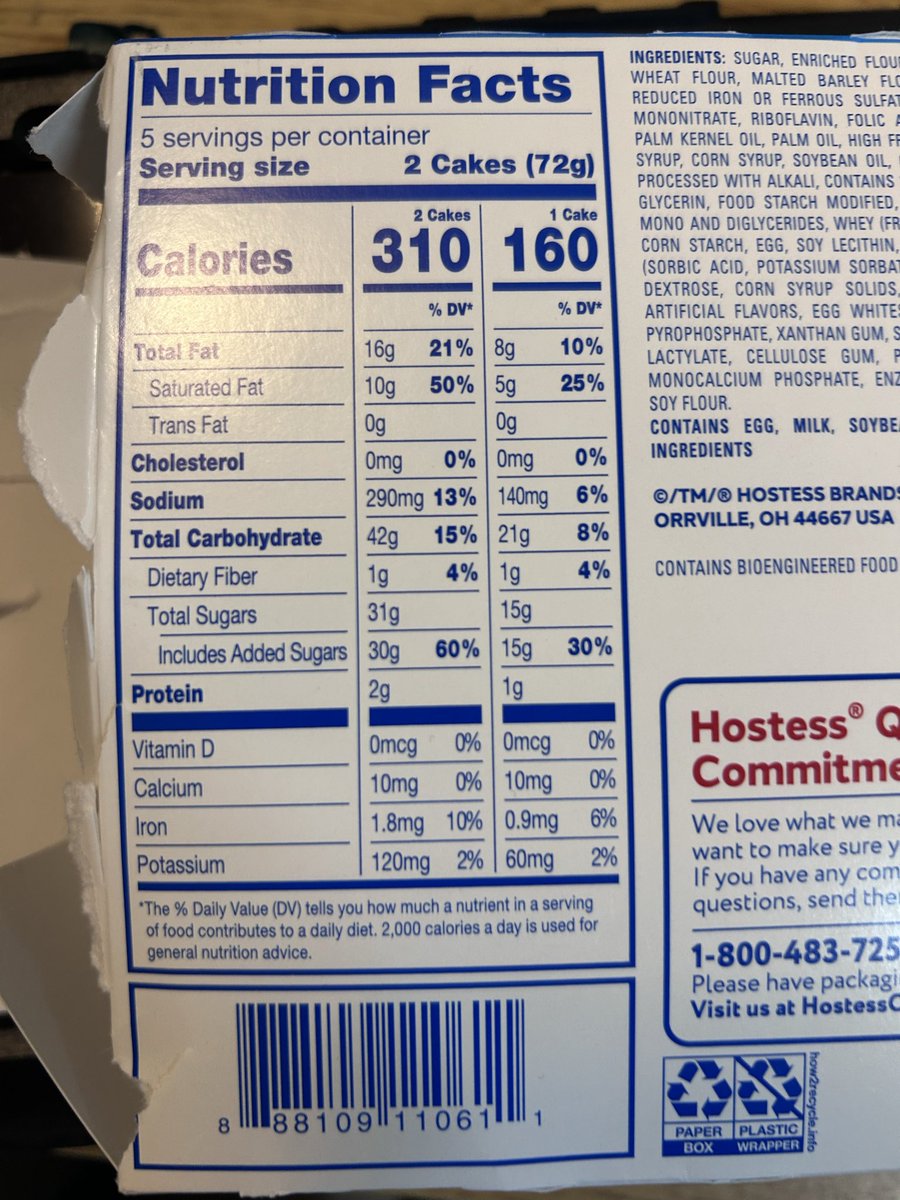 Nutrition Facts
5 servings per container
Serving size 2 Cakes (72g)
2 Cakes 1 Cake
Calories 310 160
% DV* % DV*
Total Fat 16g 21% 8g 10%
Saturated Fat 10g 50% 5g 25%
Trans Fat 0g 0g
Cholesterol 0mg 0% 0mg 0%
Sodium 290mg 13% 140mg 6%
Total Carbohydrate 42g 15% 21g 8%
Dietary Fiber 1g 4% 1g 4%
Total Sugars 31g 15g
Includes Added Sugars 30g 60% 15g 30%
Protein 2g 1g
Vitamin D 0mcg 0% 0mcg 0%
Calcium 10mg 0% 10mg 0%
Iron 1.8mg 10% 0.9mg 6%
Potassium 120mg 2% 60mg 2%
*The % Daily Value (DV) tells you how much a nutrient in a serving
of food contributes to a daily diet. 2,000 calories a day is used for
general nutrition advice.
8 88109 11061 1
INGREDIENTS: SUGAR, ENRICHED
WHEAT FLOUR, MALTED BARLEY
REDUCED IRON OR FERROUS
MONONITRATE, RIBOFLAVIN, FOLIC
PALM KERNEL OIL, PALM OIL, HIGH
SYRUP, CORN SYRUP, SOYBEAN OIL,
PROCESSED WITH ALKALI, CONTAINS
GLYCERIN, FOOD STARCH MODIFIED,
MONO AND DIGLYCERIDES, WHEY
CORN STARCH, EGG, SOY LECITHIN,
(SORBIC ACID, POTASSIUM
DEXTROSE, CORN SYRUP SOLIDS,
ARTIFICIAL FLAVORS, EGG
PYROPHOSPHATE, XANTHAN GUM,
LACTYLATE, CELLULOSE GUM,
MONOCALCIUM PHOSPHATE,
SOY FLOUR.
CONTAINS EGG, MILK,
INGREDIENTS
©/TM/® HOSTESS BRANDS
ORRVILLE, OH 44667 USA
CONTAINS BIOENGINEERED FOOD
Hostess®
We love what we
want to make sure
If you have any
questions, send
1-800-483-725
Please have
Visit us at
PAPER PLASTIC
BOX WRAPPER
how2recycle.info